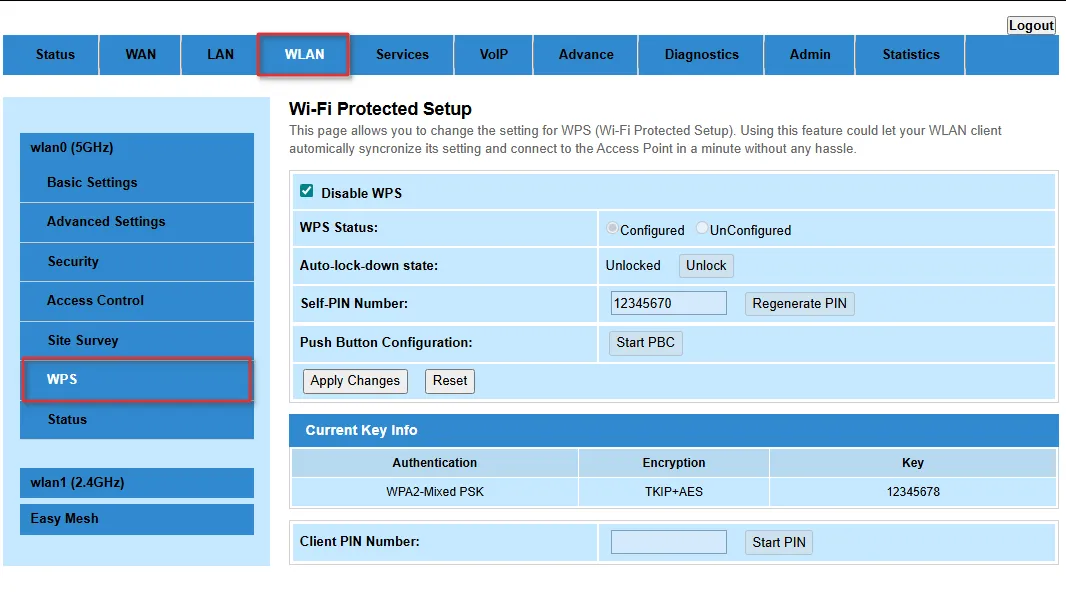 Logout
Status WAN LAN WLAN Services VoIP Advance Diagnostics Admin Statistics
wlan0 (5GHz)
Basic Settings
Advanced Settings
Security
Access Control
Site Survey
WPS
Status
wlan1 (2.4GHz)
Easy Mesh
Wi-Fi Protected Setup
This page allows you to change the setting for WPS (Wi-Fi Protected Setup). Using this feature could let your WLAN client
automically syncronize its setting and connect to the Access Point in a minute without any hassle.
Disable WPS
WPS Status: Configured UnConfigured
Auto-lock-down state: Unlocked Unlock
Self-PIN Number: 12345670 Regenerate PIN
Push Button Configuration: Start PBC
Apply Changes Reset
Current Key Info
Authentication Encryption Key
WPA2-Mixed PSK TKIP+AES 12345678
Client PIN Number: Start PIN